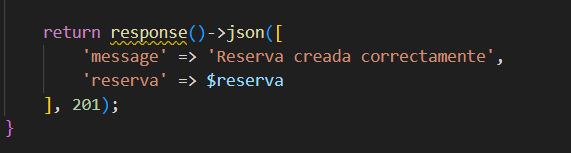 return response()->json([
'message' => 'Reserva creada correctamente',
'reserva' => $reserva
], 201);
}